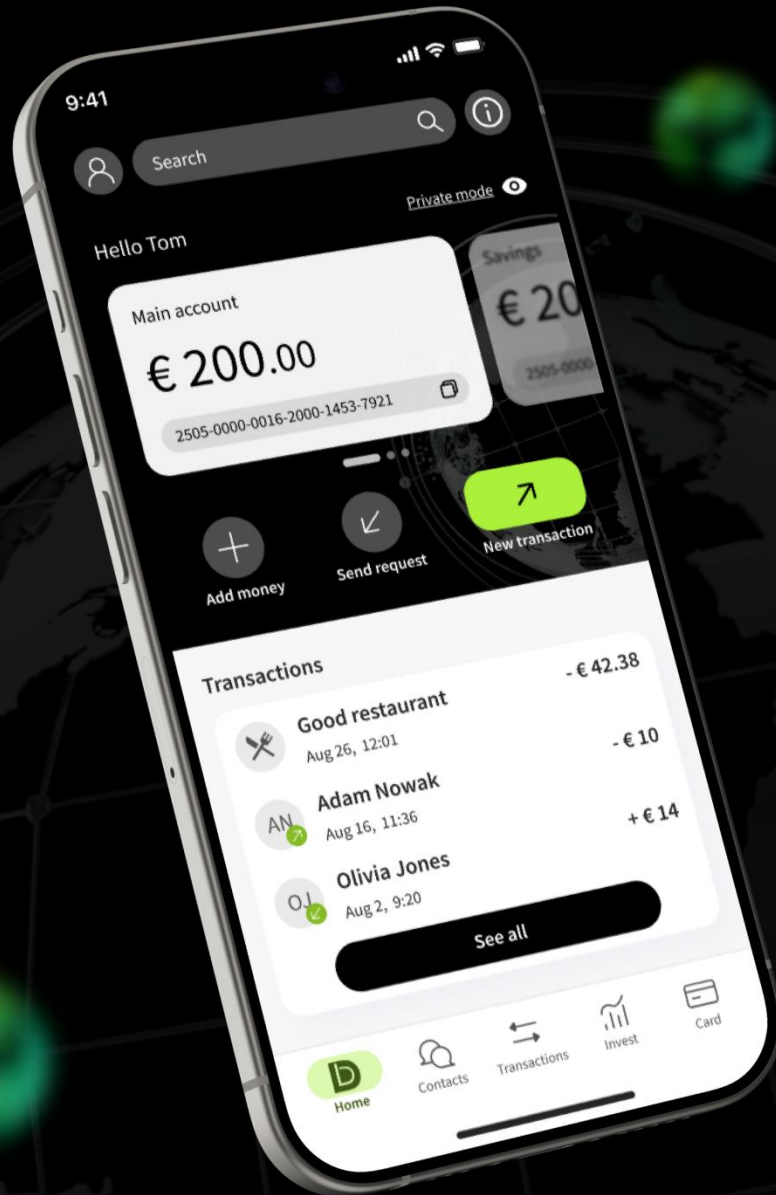 9:41
Search
Private mode
Hello Tom
Main account
€ 200.00
2505-0000-0016-2000-1453-7921
Savings
€ 20
2505-0000-
Add money
Send request
New transaction
Transactions
Good restaurant
- € 42.38
Aug 26, 12:01
AN
Adam Nowak
- € 10
Aug 16, 11:36
OJ
Olivia Jones
+ € 14
Aug 2, 9:20
See all
Home
Contacts
Transactions
Invest
Card